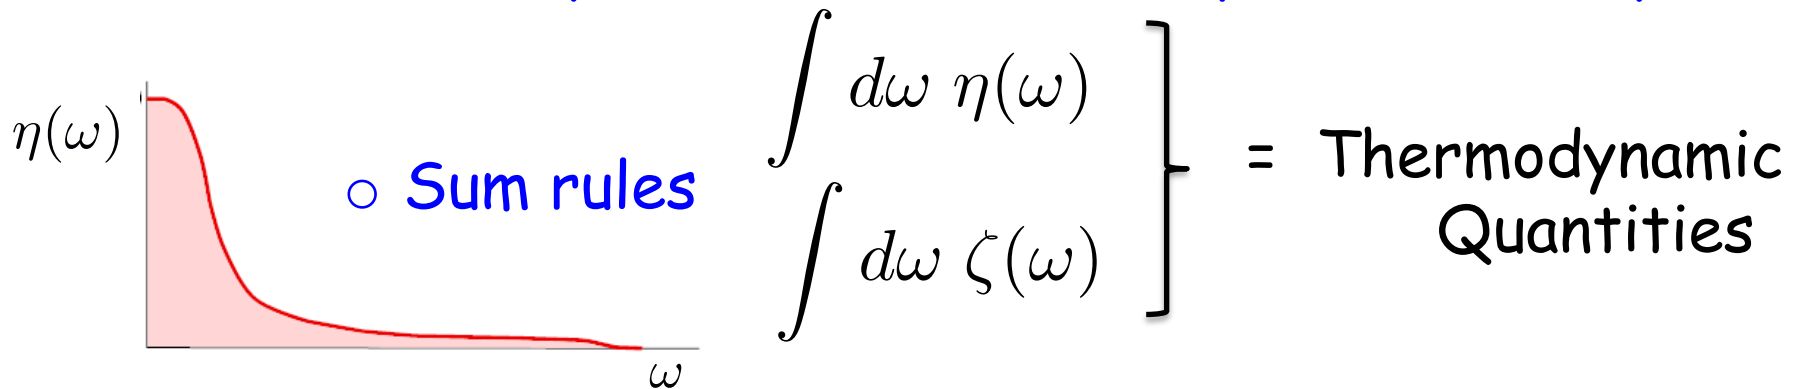 η(ω)
ω
○ Sum rules
∫ dω η(ω)
∫ dω ζ(ω)
= Thermodynamic
Quantities